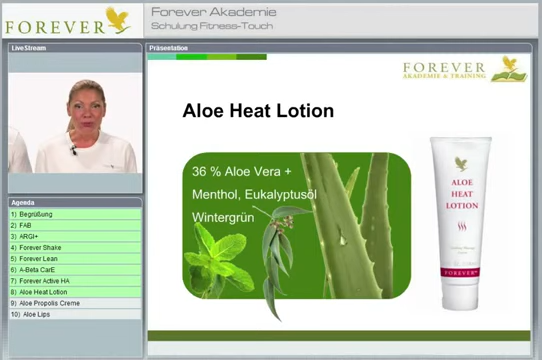 FOREVER
Forever Akademie
Schulung Fitness-Touch
LiveStream
Präsentation
FOREVER
AKADEMIE & TRAINING
Aloe Heat Lotion
36 % Aloe Vera +
Menthol, Eukalyptusöl
Wintergrün
ALOE
HEAT
LOTION
FOREVER
Agenda
1) Begrüßung
2) FAB
3) ARGI+
4) Forever Shake
5) Forever Lean
6) A-Beta CarE
7) Forever Active HA
8) Aloe Heat Lotion
9) Aloe Propolis Creme
10) Aloe Lips